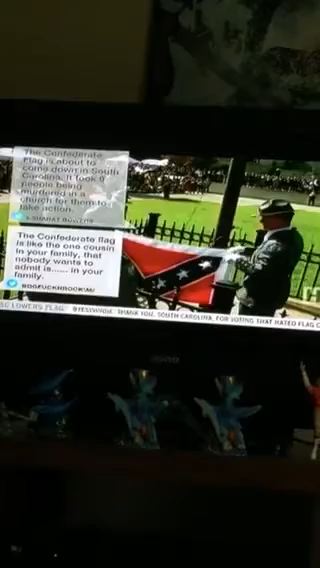 The Confederate
Flag is about to
come down in South
Carolina. It took 9
people being
murdered in a
church for them to
take action.
The Confederate flag
is like the one cousin
in your family, that
nobody wants to
admit is...... in your
family.
LOWERS FLAG
THANK YOU, SOUTH CAROLINA, FOR VOTING THAT HATED FLAG